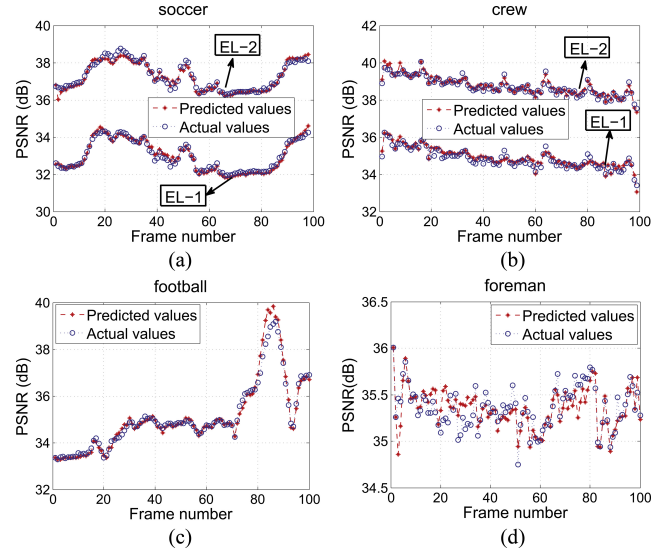 soccer
40
38
36
34
32
30
PSNR (dB)
EL−2
Predicted values
Actual values
EL−1
0 20 40 60 80 100
Frame number
(a)
crew
42
40
38
36
34
32
PSNR (dB)
EL−2
Predicted values
Actual values
EL−1
0 20 40 60 80 100
Frame number
(b)
football
40
38
36
34
32
PSNR (dB)
Predicted values
Actual values
0 20 40 60 80 100
Frame number
(c)
foreman
36.5
36
35.5
35
34.5
PSNR(dB)
Predicted values
Actual values
0 20 40 60 80 100
Frame number
(d)